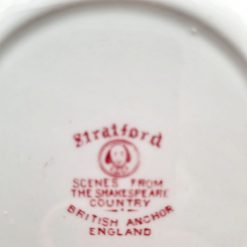 Stratford
SCENES FROM
THE SHAKESPEARE
COUNTRY
BRITISH ANCHOR
ENGLAND